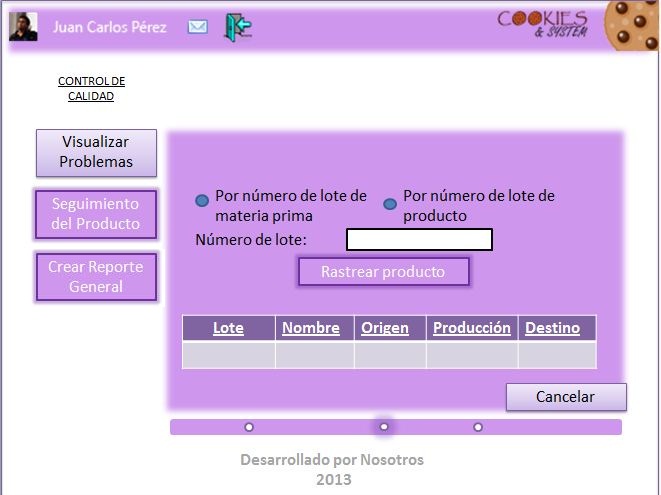 Juan Carlos Pérez
COOKIES
& SYSTEM
CONTROL DE
CALIDAD
Visualizar
Problemas
Seguimiento
del Producto
Crear Reporte
General
Por número de lote de
materia prima
Por número de lote de
producto
Número de lote:
Rastrear producto
Lote Nombre Origen Producción Destino
Cancelar
Desarrollado por Nosotros
2013